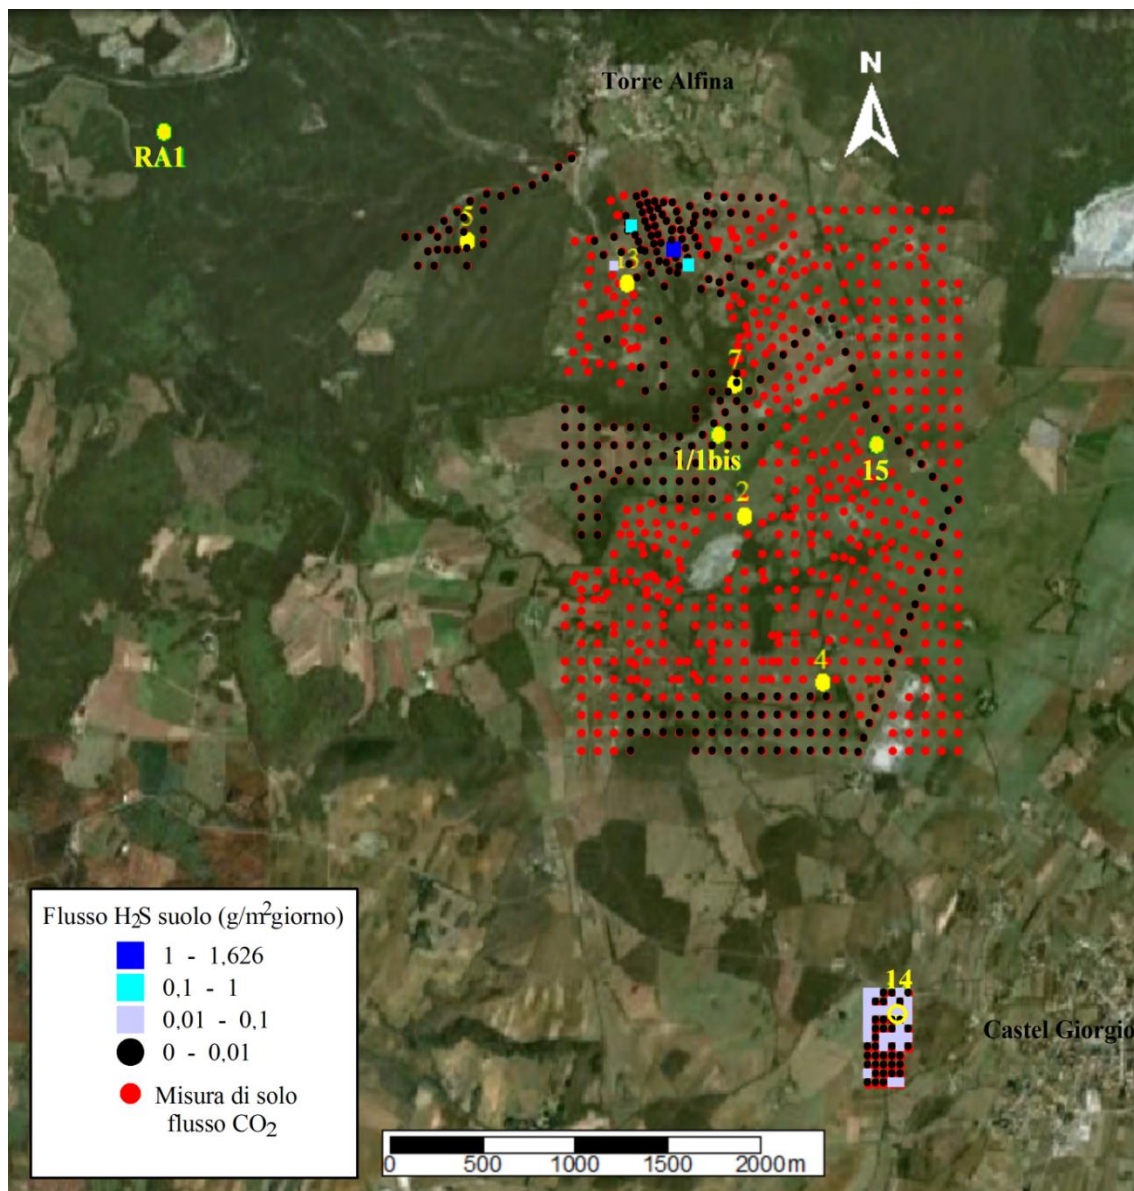 Torre Alfina
N
RA1
5
13
7
1/1bis
15
2
4
14
Castel Giorgio
Flusso H2S suolo (g/m2giorno)
1 - 1,626
0,1 - 1
0,01 - 0,1
0 - 0,01
Misura di solo
flusso CO2
0 500 1000 1500 2000m